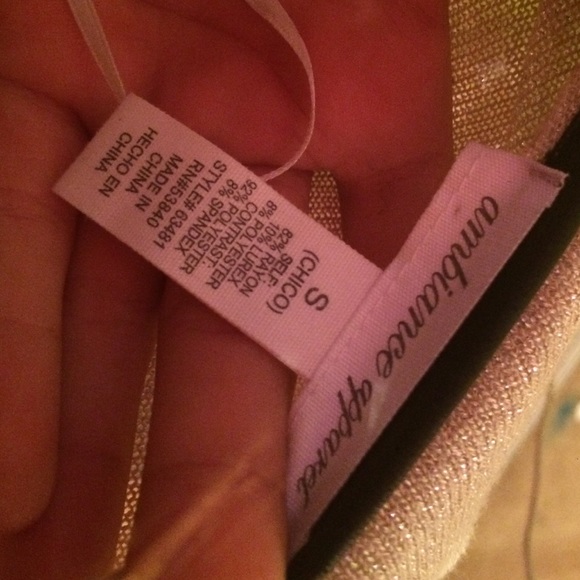 ambiance apparel
S
(CHICO)
SELF:
82% RAYON
10% LUREX
8% POLYESTER
CONTRAST:
92% POLYESTER
8% SPANDEX
STYLE# 63481
RN#53840
MADE IN
CHINA
HECHO EN
CHINA